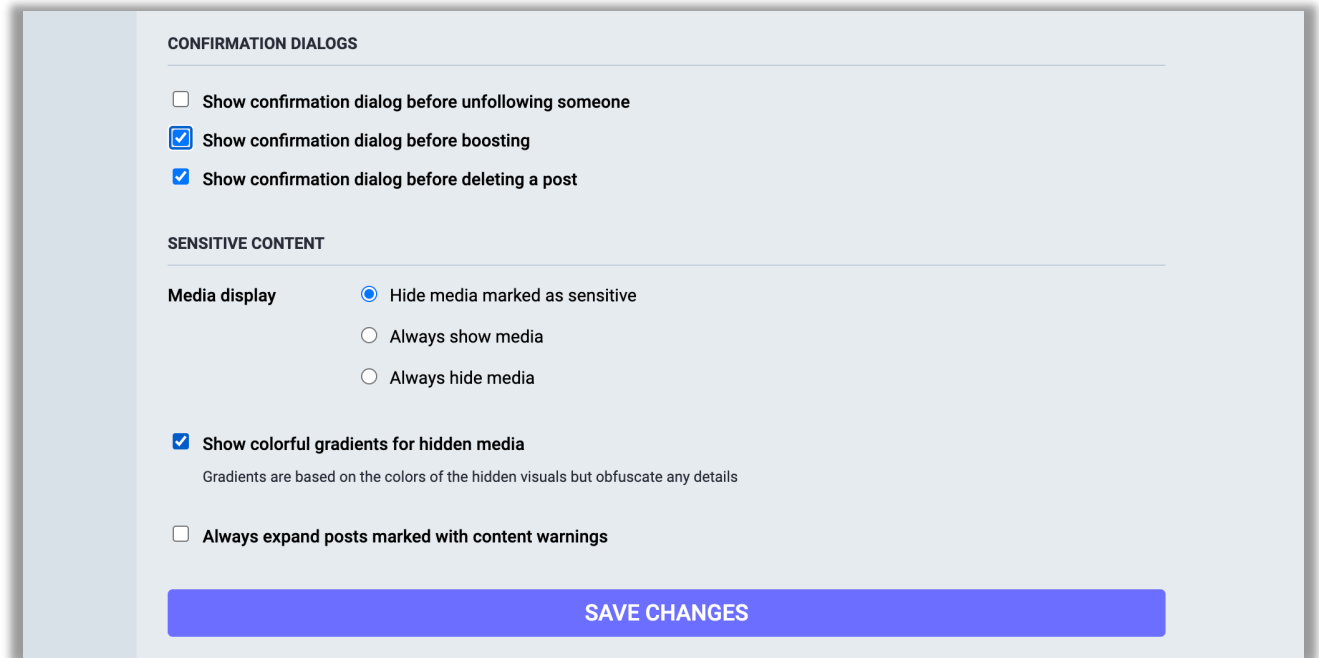 CONFIRMATION DIALOGS
Show confirmation dialog before unfollowing someone
Show confirmation dialog before boosting
Show confirmation dialog before deleting a post
SENSITIVE CONTENT
Media display
Hide media marked as sensitive
Always show media
Always hide media
Show colorful gradients for hidden media
Gradients are based on the colors of the hidden visuals but obfuscate any details
Always expand posts marked with content warnings
SAVE CHANGES